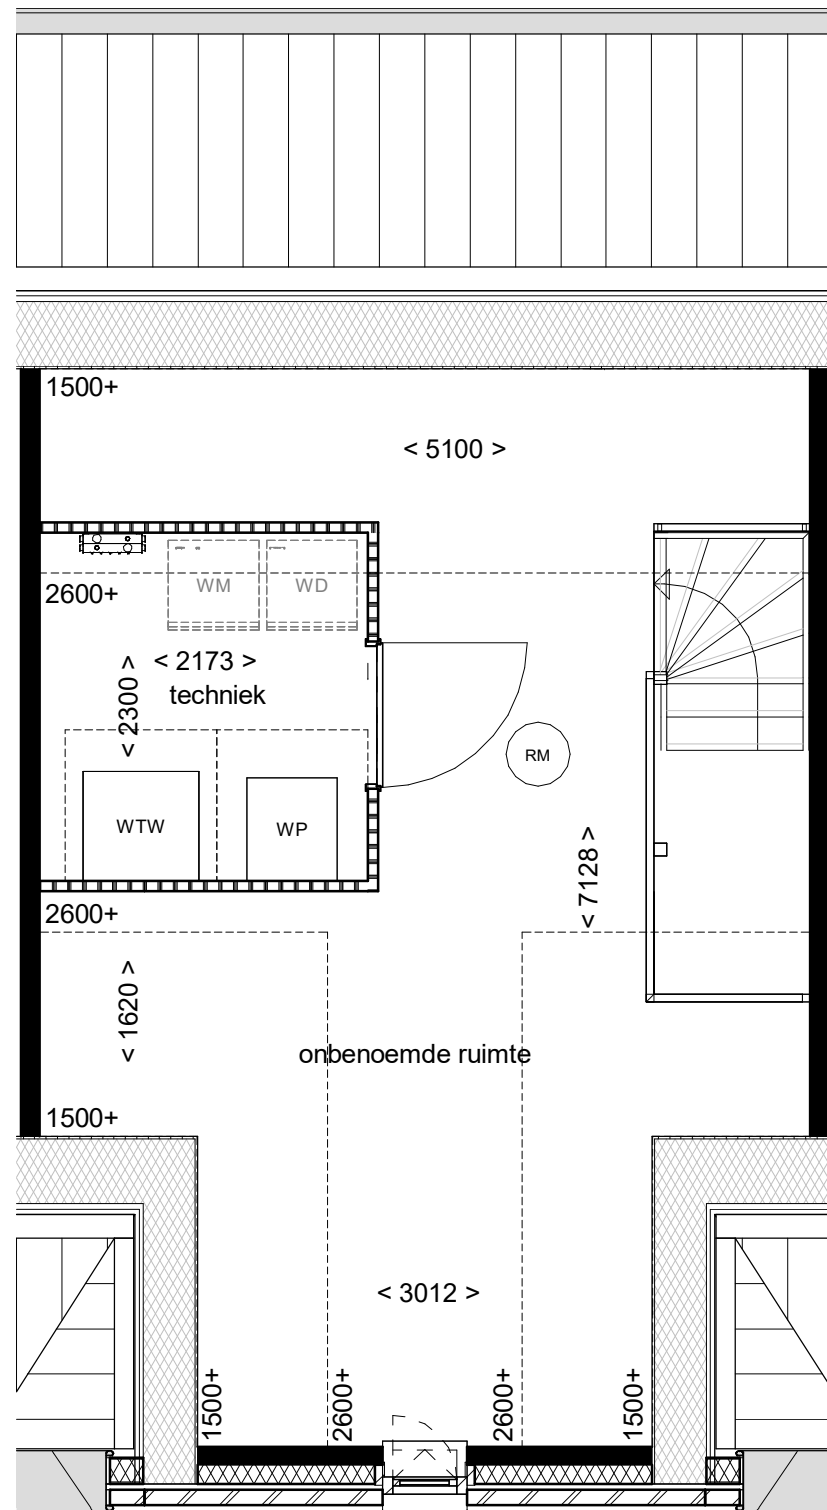 1500+
< 5100 >
WM
WD
2600+
< 2173 >
techniek
< 2300 >
RM
WTW
WP
< 7128 >
2600+
< 1620 >
onbenoemde ruimte
1500+
< 3012 >
1500+
2600+
2600+
1500+